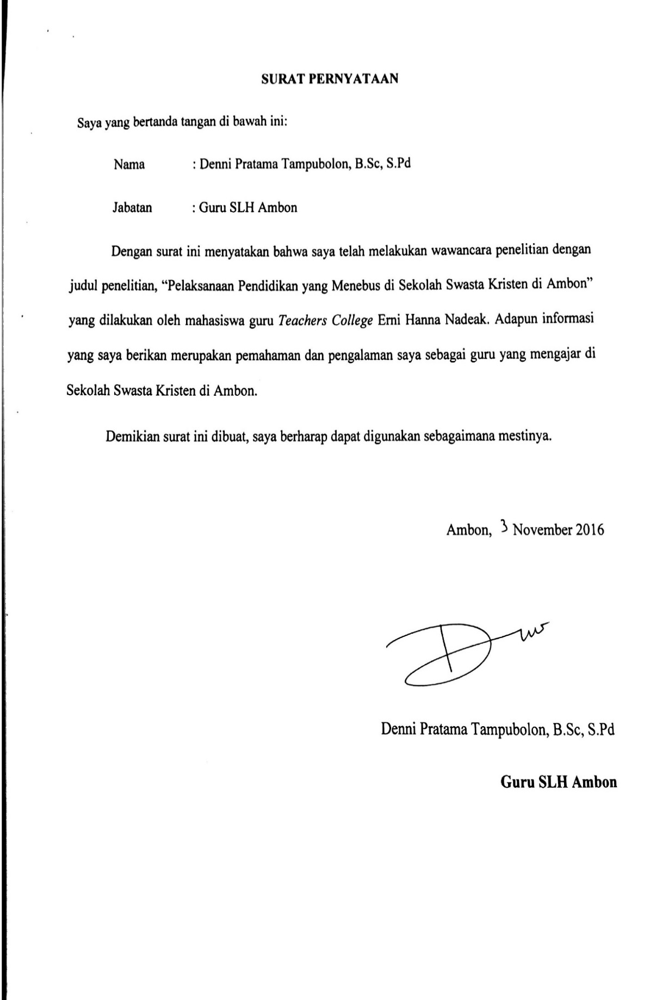 SURAT PERNYATAAN
Saya yang bertanda tangan di bawah ini:
Nama : Denni Pratama Tampubolon, B.Sc, S.Pd
Jabatan : Guru SLH Ambon
Dengan surat ini menyatakan bahwa saya telah melakukan wawancara penelitian dengan
judul penelitian, “Pelaksanaan Pendidikan yang Menebus di Sekolah Swasta Kristen di Ambon”
yang dilakukan oleh mahasiswa guru Teachers College Erni Hanna Nadeak. Adapun informasi
yang saya berikan merupakan pemahaman dan pengalaman saya sebagai guru yang mengajar di
Sekolah Swasta Kristen di Ambon.
Demikian surat ini dibuat, saya berharap dapat digunakan sebagaimana mestinya.
Ambon, 3 November 2016
Denni Pratama Tampubolon, B.Sc, S.Pd
Guru SLH Ambon